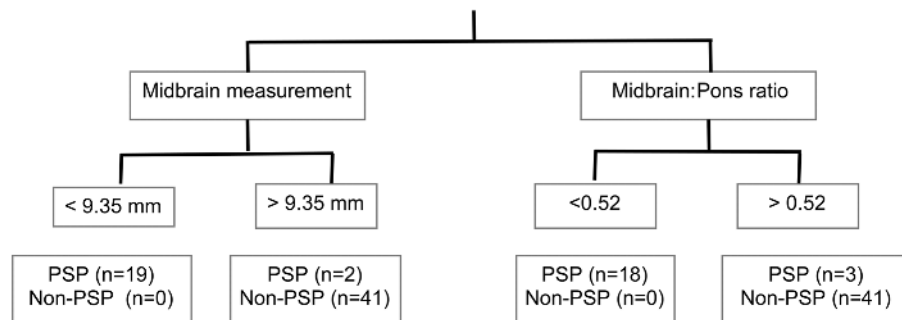 Midbrain measurement
Midbrain:Pons ratio
< 9.35 mm
> 9.35 mm
<0.52
> 0.52
PSP (n=19)
Non-PSP (n=0)
PSP (n=2)
Non-PSP (n=41)
PSP (n=18)
Non-PSP (n=0)
PSP (n=3)
Non-PSP (n=41)